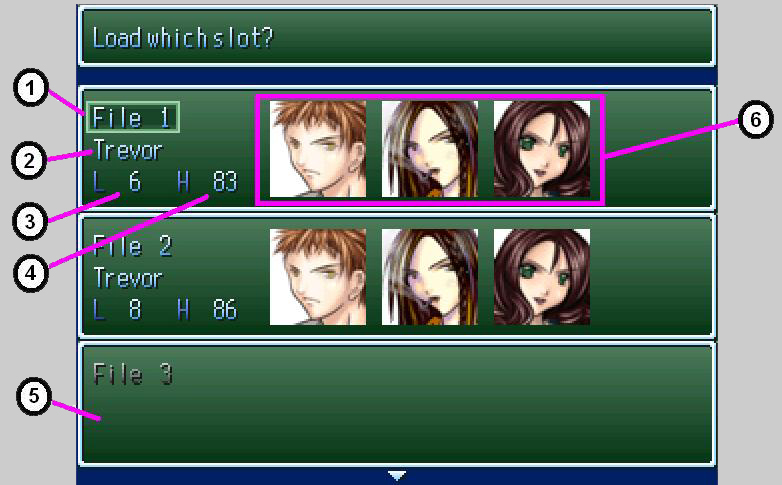 Load which slot?
1
File 1
6
2
Trevor
L 6 H 83
3
4
File 2
Trevor
L 8 H 86
File 3
5